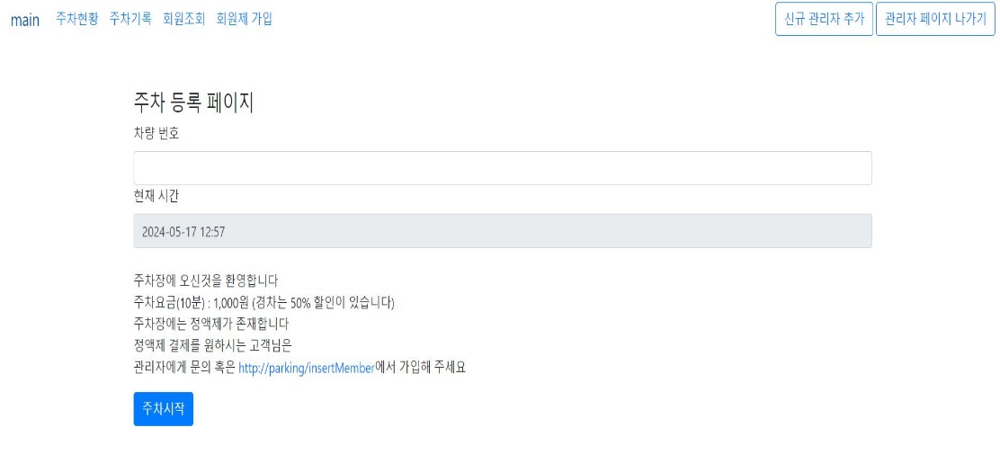 main 주차현황 주차기록 회원조회 회원제 가입 신규 관리자 추가 관리자 페이지 나가기
주차 등록 페이지
차량 번호
현재 시간
2024-05-17 12:57
주차장에 오신것을 환영합니다
주차요금(10분) : 1,000원 (경차는 50% 할인이 있습니다)
주차장에는 정액제가 존재합니다
정액제 결제를 원하시는 고객님은
관리자에게 문의 혹은 http://parking/insertMember에서 가입해 주세요
주차시작